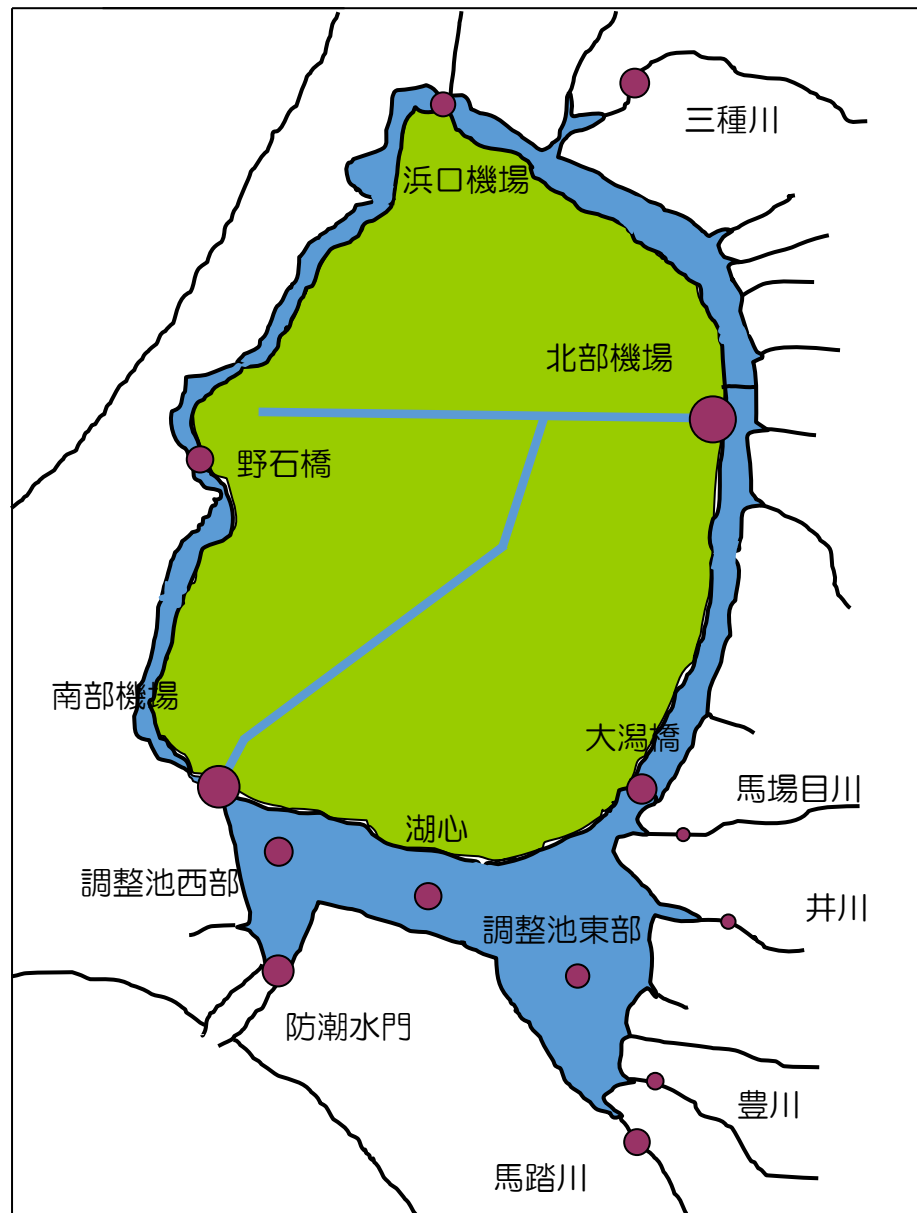 三種川
浜口機場
北部機場
野石橋
南部機場
大潟橋
馬場目川
湖心
調整池西部
井川
調整池東部
防潮水門
豊川
馬踏川